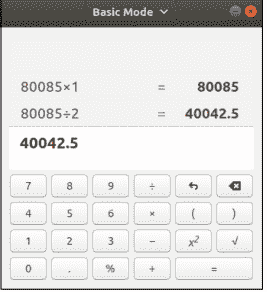 Basic Mode
80085×1 = 80085
80085÷2 = 40042.5
40042.5
7 8 9 ÷
4 5 6 × ( )
1 2 3 − x² √
0 . % + =